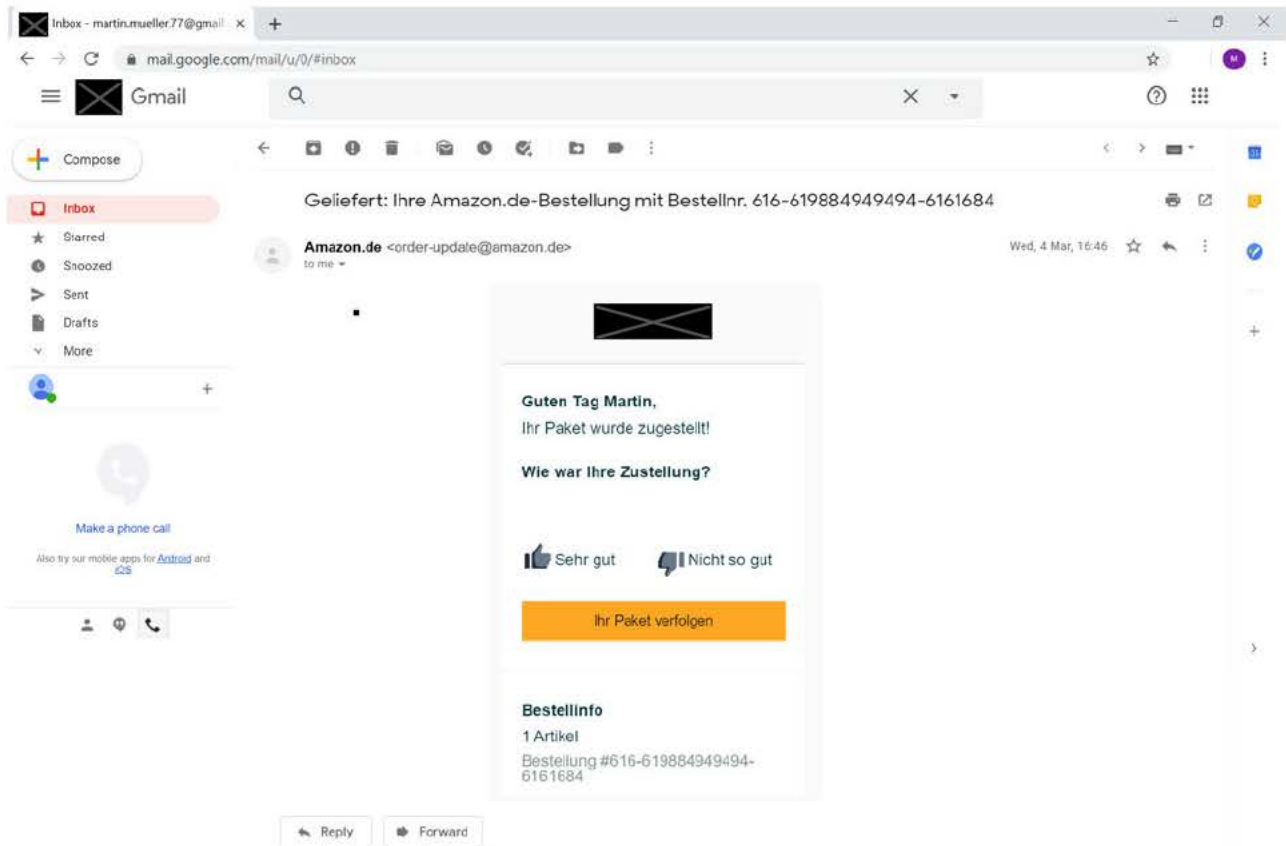 Inbox - martin.mueller.77@gmail
mail.google.com/mail/u/0/#inbox
M
Gmail
Compose
Inbox
Starred
Snoozed
Sent
Drafts
More
Make a phone call
Also try our mobile apps for Android and
iOS
Geliefert: Ihre Amazon.de-Bestellung mit Bestellnr. 616-619884949494-6161684
Amazon.de <order-update@amazon.de>
Wed, 4 Mar, 16:46
to me
Guten Tag Martin,
Ihr Paket wurde zugestellt!
Wie war Ihre Zustellung?
Sehr gut
Nicht so gut
Ihr Paket verfolgen
Bestellinfo
1 Artikel
Bestellung #616-619884949494-
6161684
Reply
Forward
31